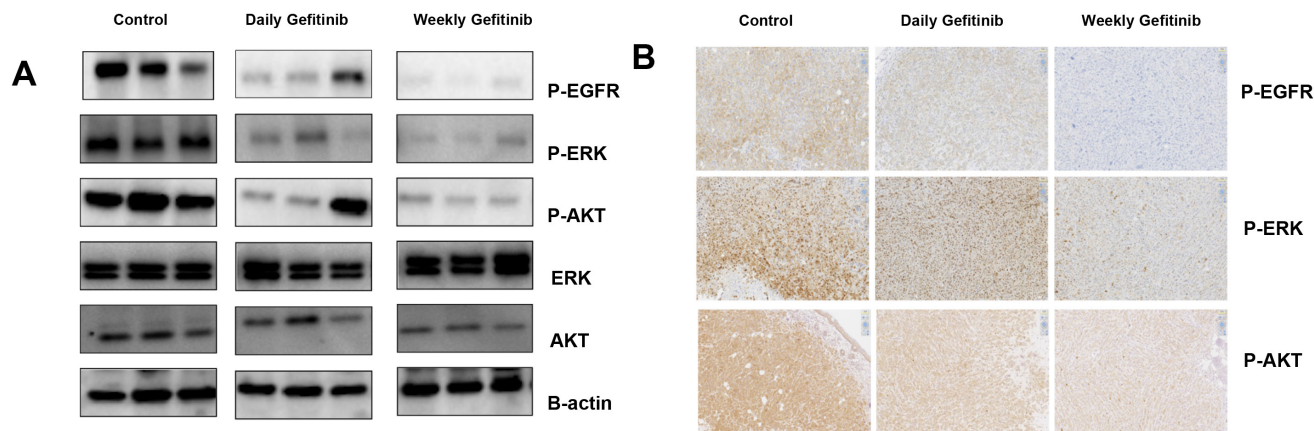 Control Daily Gefitinib Weekly Gefitinib
A
P-EGFR
P-ERK
P-AKT
ERK
AKT
B-actin
Control Daily Gefitinib Weekly Gefitinib
B
P-EGFR
P-ERK
P-AKT